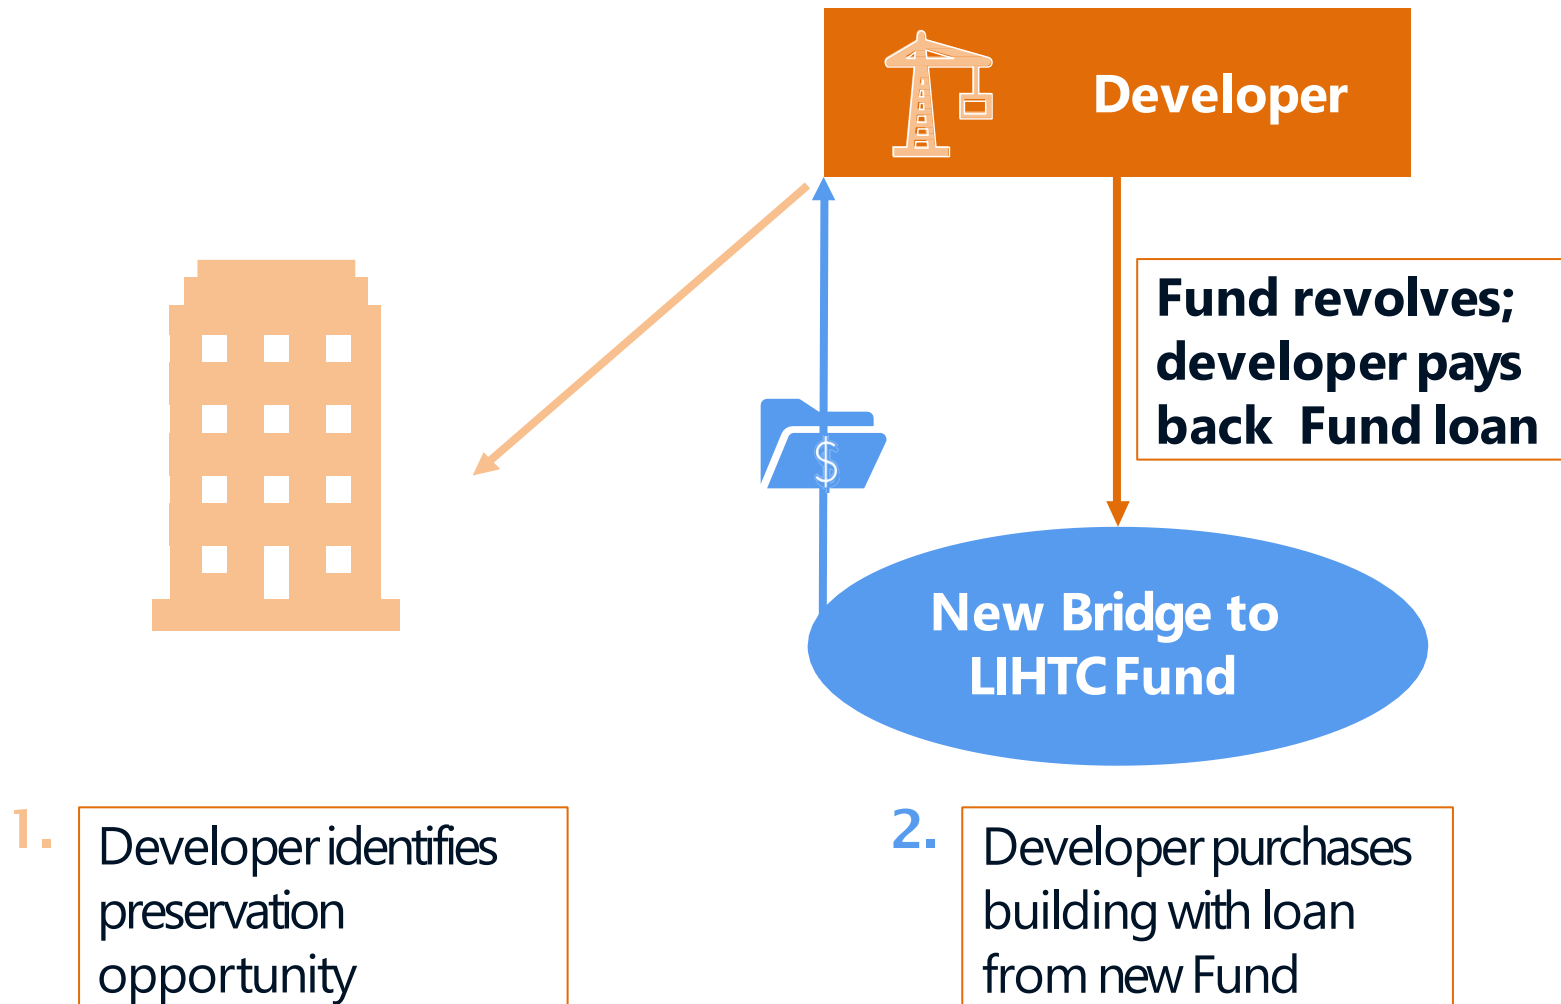 Developer
Fund revolves;
developer pays
back Fund loan
$
New Bridge to
LIHTC Fund
1.
Developer identifies
preservation
opportunity
2.
Developer purchases
building with loan
from new Fund